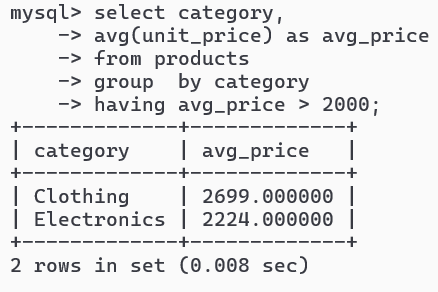 mysql> select category,
    -> avg(unit_price) as avg_price
    -> from products
    -> group  by category
    -> having avg_price > 2000;
+-------------+-------------+
| category    | avg_price   |
+-------------+-------------+
| Clothing    | 2699.000000 |
| Electronics | 2224.000000 |
+-------------+-------------+
2 rows in set (0.008 sec)